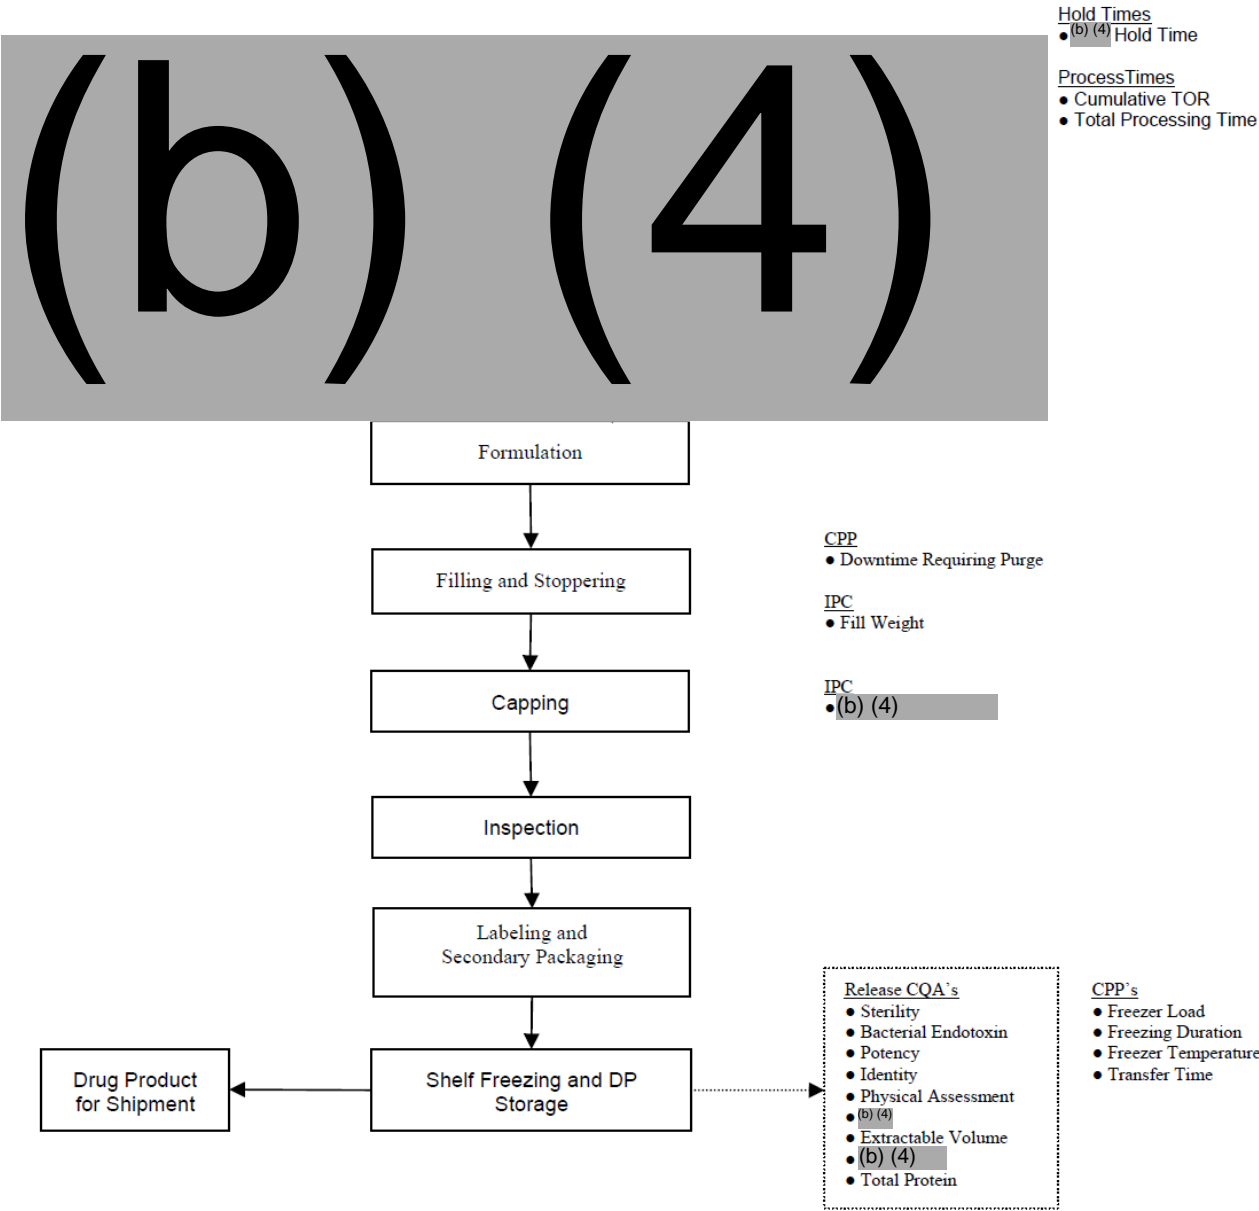 Hold Times
● (b) (4) Hold Time
ProcessTimes
● Cumulative TOR
● Total Processing Time
(b) (4)
Formulation
Filling and Stoppering
CPP
● Downtime Requiring Purge
IPC
● Fill Weight
Capping
IPC
● (b) (4)
Inspection
Labeling and
Secondary Packaging
Shelf Freezing and DP
Storage
Drug Product
for Shipment
Release CQA's
● Sterility
● Bacterial Endotoxin
● Potency
● Identity
● Physical Assessment
● (b) (4)
● Extractable Volume
● (b) (4)
● Total Protein
CPP's
● Freezer Load
● Freezing Duration
● Freezer Temperature
● Transfer Time